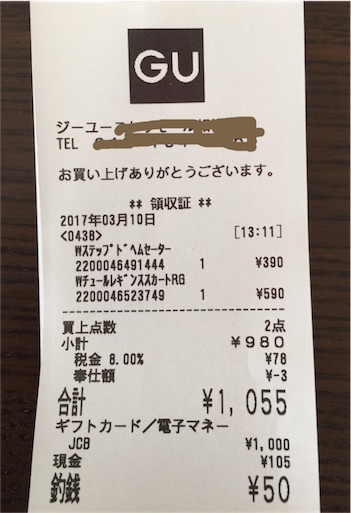 GU
ジーユー
TEL
お買い上げありがとうございます。
** 領収証 **
2017年03月10日
<0438> [13:11]
Wステップドヘムセーター
2200046491444 1 ¥390
WチュールレギンススカートRG
2200046523749 1 ¥590
買上点数 2点
小計 ¥980
税金 8.00% ¥78
奉仕額 ¥-3
合計 ¥1,055
ギフトカード/電子マネー
JCB ¥1,000
現金 ¥105
釣銭 ¥50